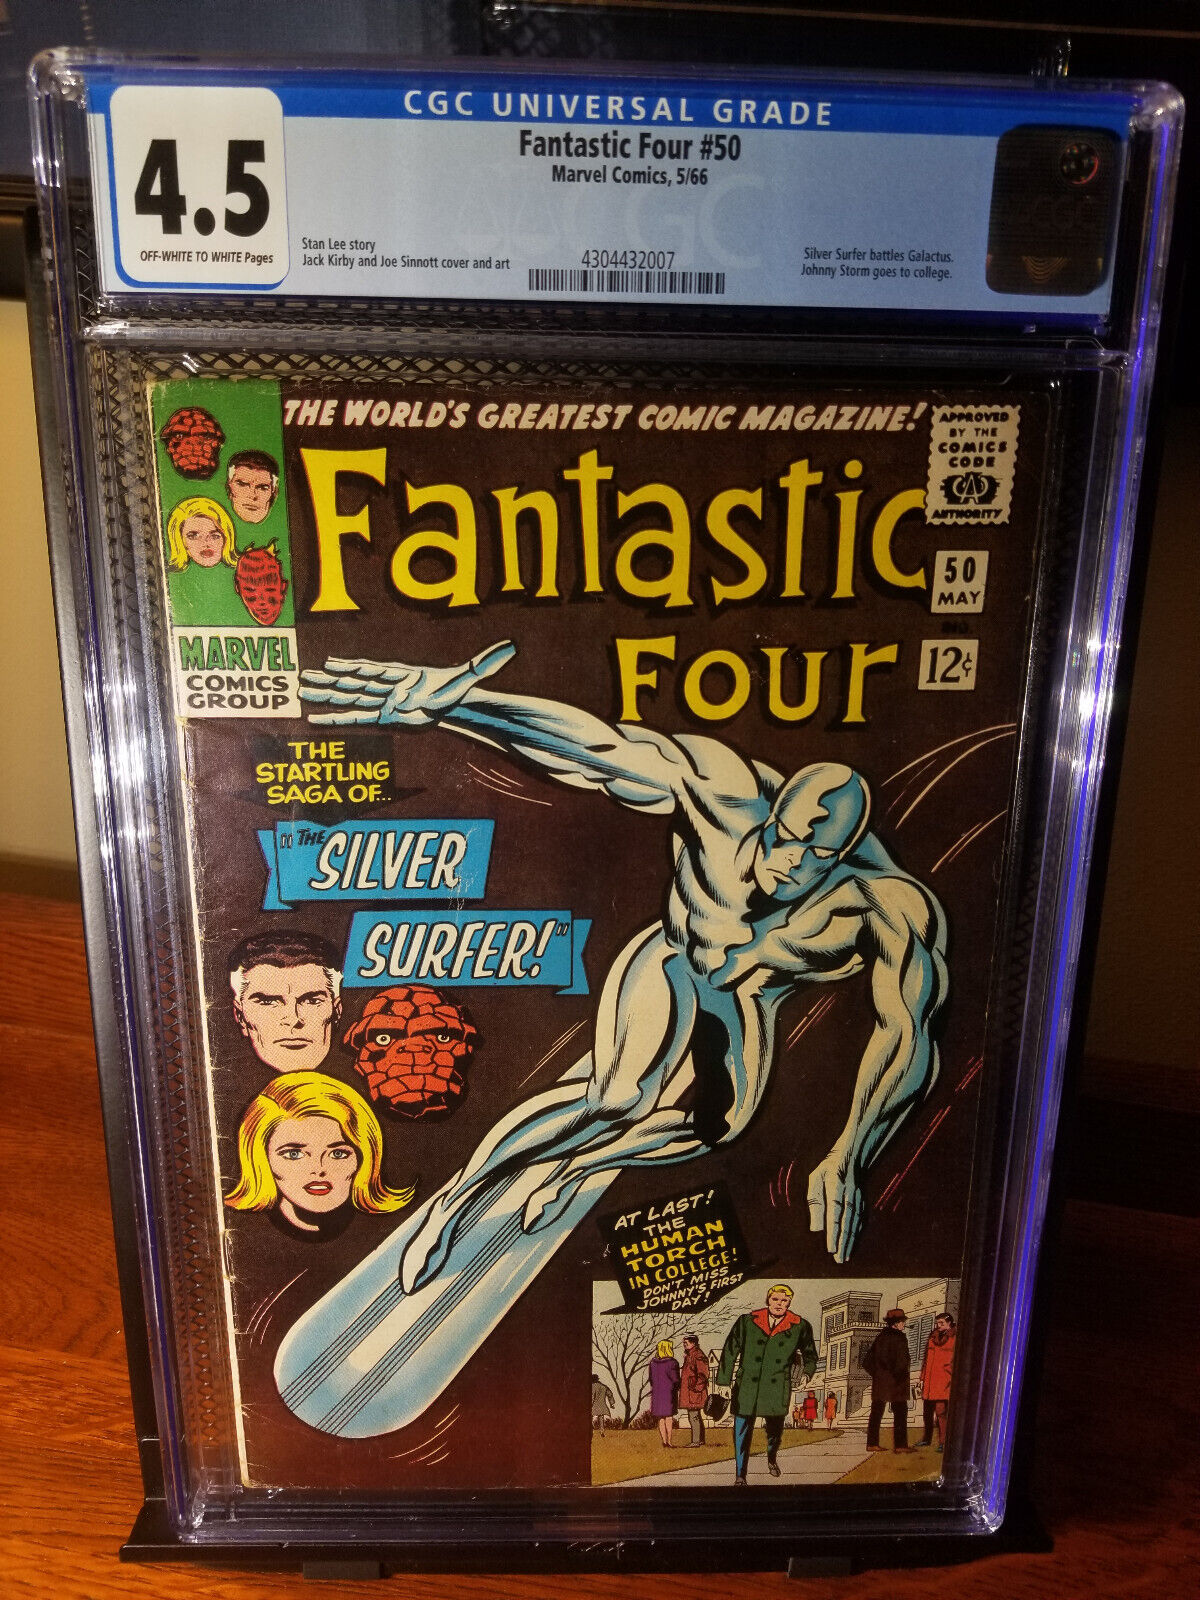 CGC UNIVERSAL GRADE
4.5
OFF-WHITE TO WHITE Pages
Fantastic Four #50
Marvel Comics, 5/66
Stan Lee story
Jack Kirby and Joe Sinnott cover and art
4304432007
Silver Surfer battles Galactus.
Johnny Storm goes to college.
CGC
THE WORLD'S GREATEST COMIC MAGAZINE!
APPROVED
BY THE
COMICS
CODE
CA
AUTHORITY
Fantastic
Four
50
MAY
IND.
12¢
MARVEL
COMICS
GROUP
THE
STARTLING
SAGA OF...
"THE
SILVER
SURFER!"
AT LAST!
THE
HUMAN
TORCH
IN COLLEGE!
DON'T MISS
JOHNNY'S FIRST
DAY!